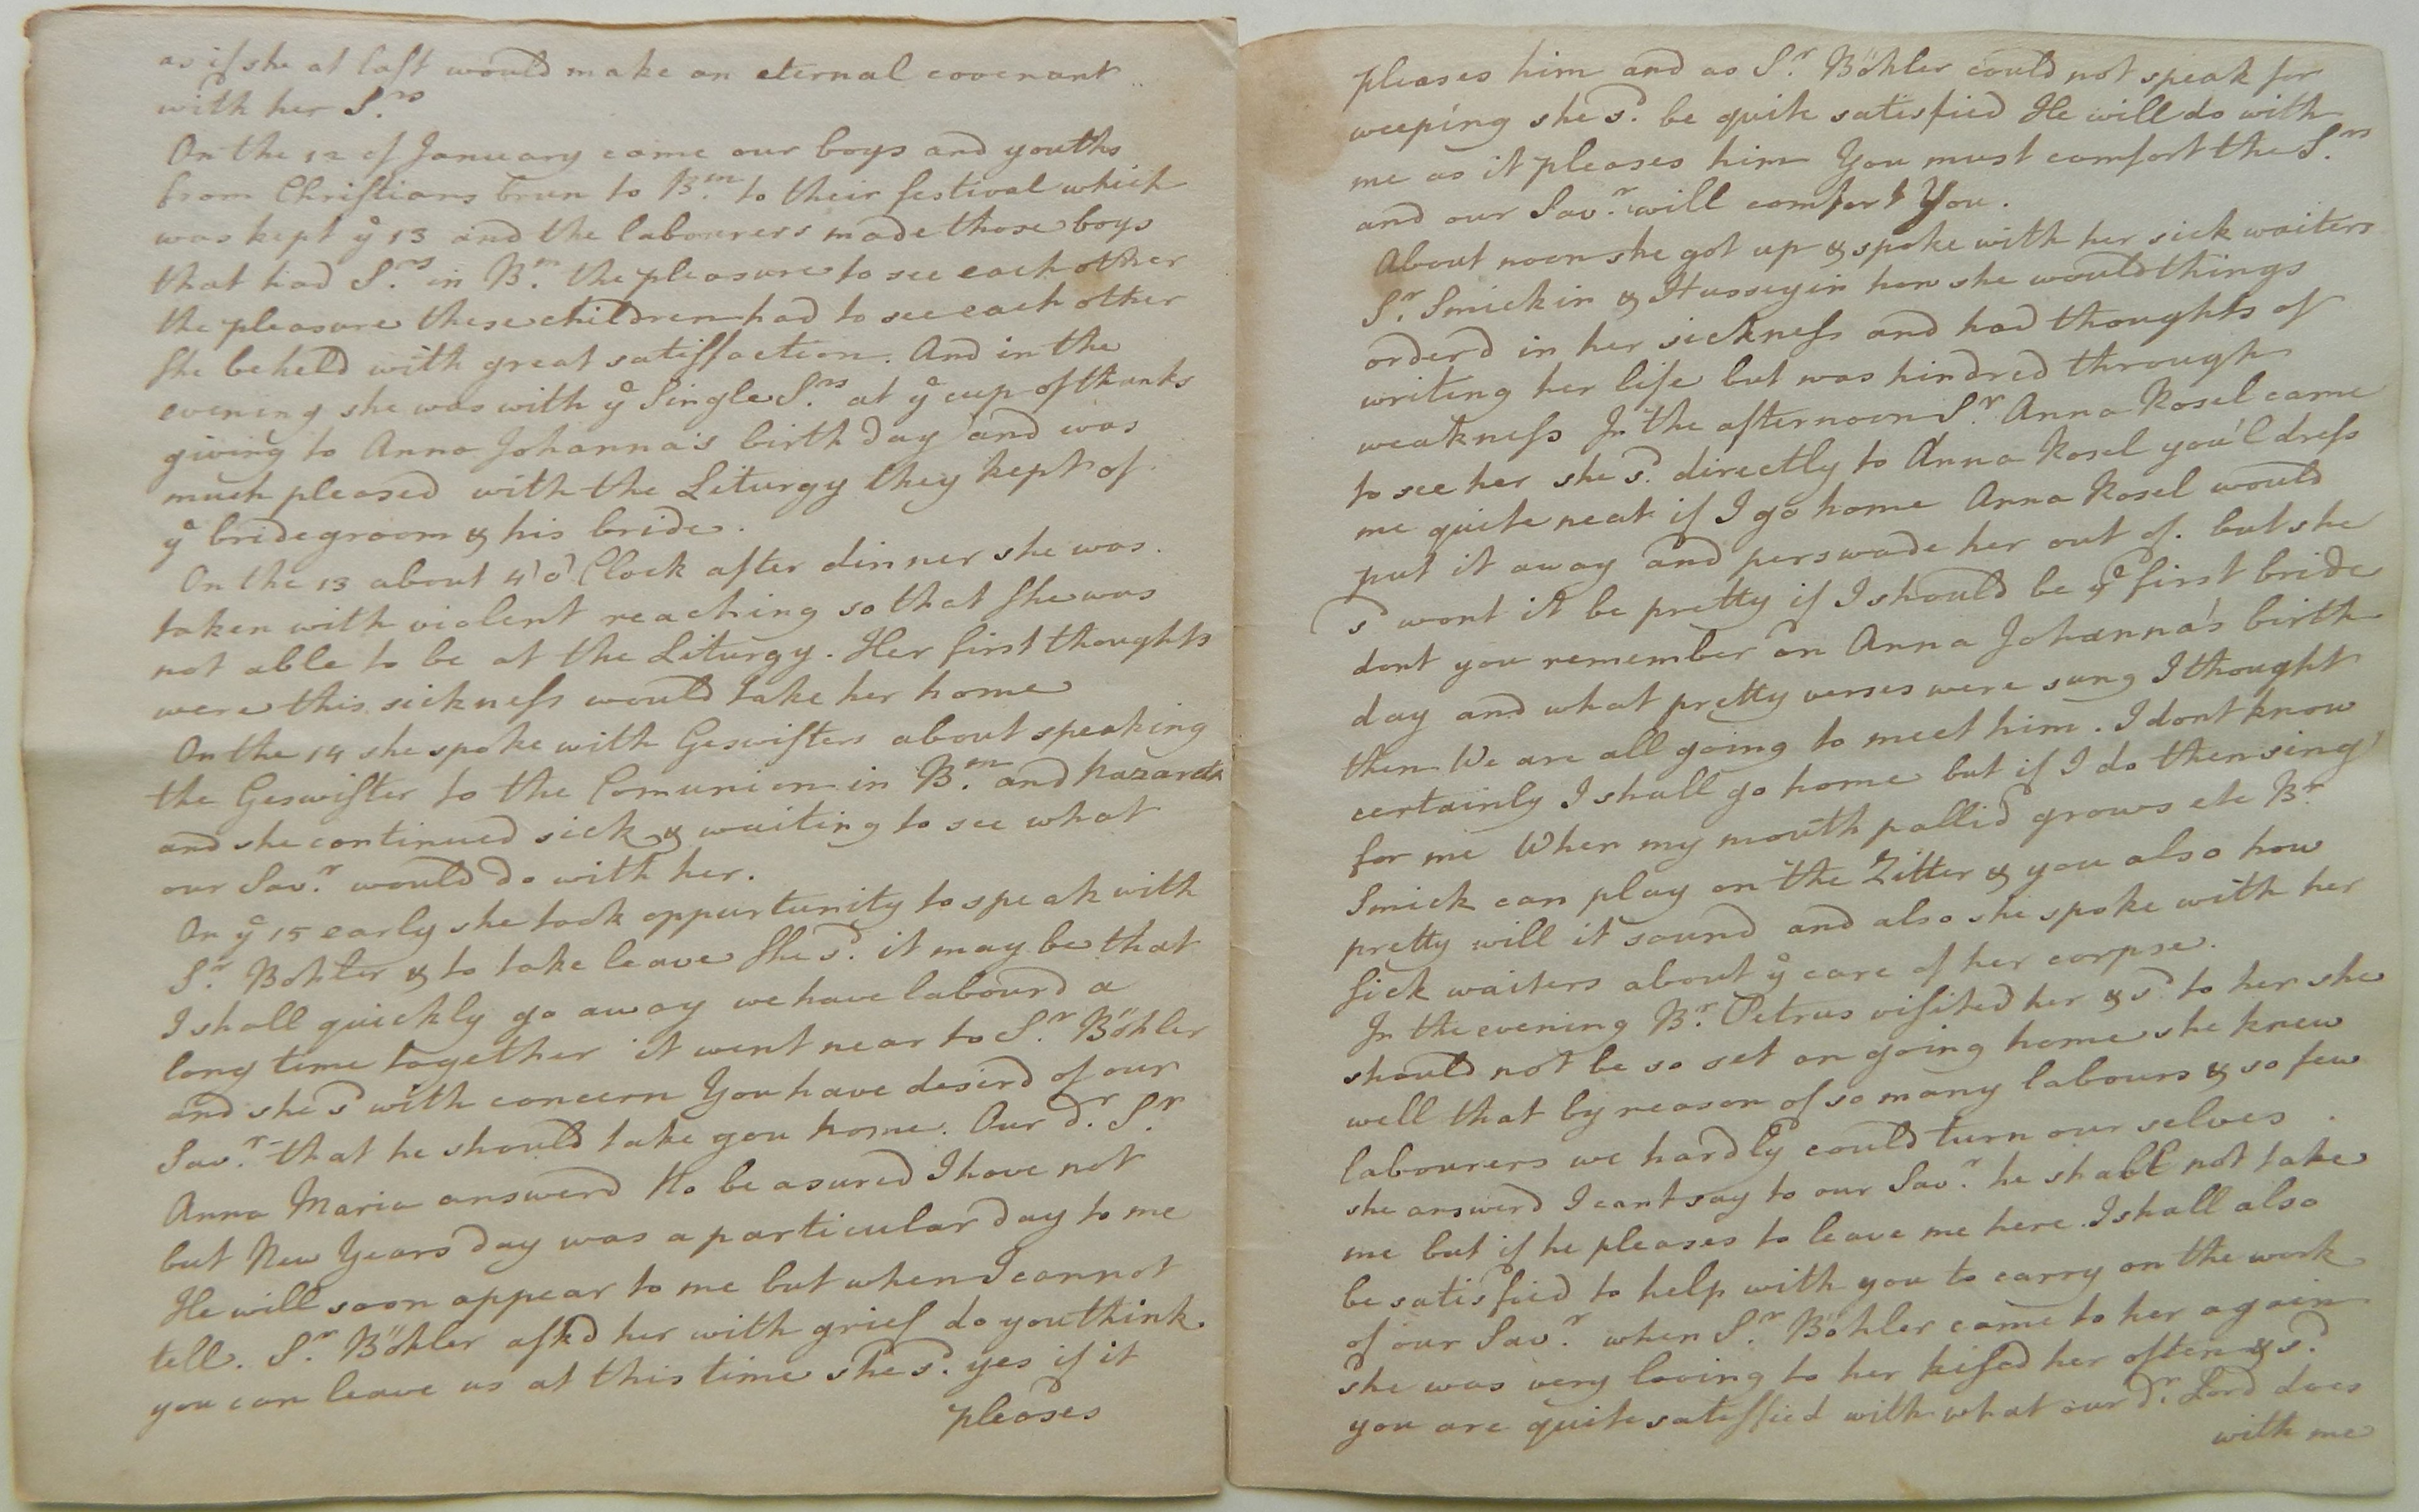 as if she at last would make an eternal covenant
with her S.rs
On the 12 of January came our boys and youths
from Christians brun to B.m to their festival which
was kept ye 13 and the labourers made those boys
that had S.rs in B.m the pleasure to see each other
the pleasure these children had to see each other
She beheld with great satisfaction. And in the
evening she was with ye Single S.rs at ye cup of thanks
giving to Anna Johanna's birth day and was
much pleased with the Liturgy they kept of
ye bridegroom & his bride.
On the 13 about 4 o'Clock after dinner she was
taken with violent reaching so that She was
not able to be at the Liturgy. Her first thoughts
were this sickness would take her home
On the 14 she spoke with Geswisters about speaking
the Geswister to the Comunion in B.m and Nazareth
and she continued sick & waiting to see what
our Sav.r would do with her.
On ye 15 early she took oppurtunity to speak with
S.r Böhler & to take leave She s.d it may be that
I shall quickly go away we have labourd a
long time together it went near to S.r Böhler
and she sd with concern You have desird of our
Sav.r that he should take you home. Our d.r S.r
Anna Maria answerd No be asured I have not
but New Years day was a particular day to me
He will soon appear to me but when I cannot
tell. S.r Böhler askd her with grief do you think
you can leave us at this time she s.d yes if it
pleases
pleases him and as S.r Böhler could not speak for
weeping she s.d be quite satisfied He will do with
me as it pleases him You must comfort the S.rs
and our Sav.r will comfort You.
About noon she got up & spoke with her sick waiters
S.r Smickin & Husseyin how she would things
orderd in her sickness and had thoughts of
writing her life but was hindred through
weakness In the afternoon S.r Anna Rosel came
to see her she s.d directly to Anna Rosel you'l dress
me quite neat if I go home Anna Rosel would
put it away and perswade her out of. but she
sd wont it be pretty if I should be ye first bride
dont you remember on Anna Johanna's birth
day and what pretty verses were sung I thought
then We are all going to meet him. I dont know
certainly I shall go home but if I do then sing
for me When my mouth pallid grows etc B.r
Smick can play on the Zitter & you also how
pretty will it sound and also she spoke with her
Sick waiters about ye care of her corpse.
In the evening B.r Petrus visited her & sd to her she
should not be so set on going home she knew
well that by reason of so many labours & so few
labourers we hardly could turn our selves
she answerd I cant say to our Sav.r he shall not take
me but if he pleases to leave me here I shall also
be satisfied to help with you to carry on the work
of our Sav.r when S.r Böhler came to her again
she was very loving to her kised her often & s.d
you are quite satisfied with what our d.r Lord does
with me